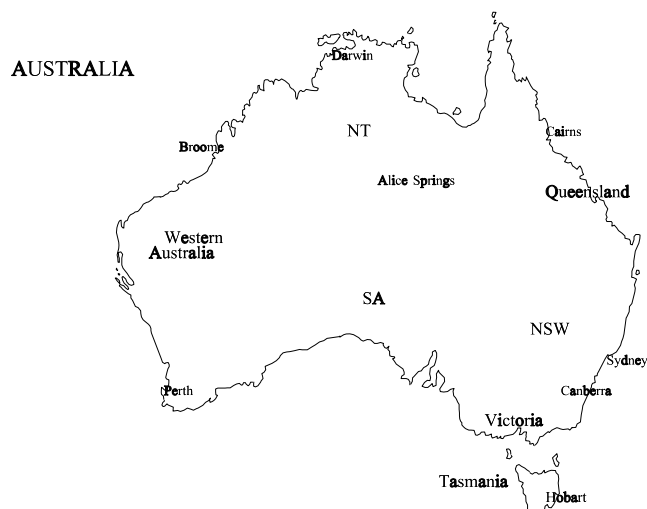 Darwin
AUSTRALIA
NT
Cairns
Broome
Alice Springs
Queensland
Western
Australia
SA
NSW
Sydney
Perth
Canberra
Victoria
Tasmania
Hobart